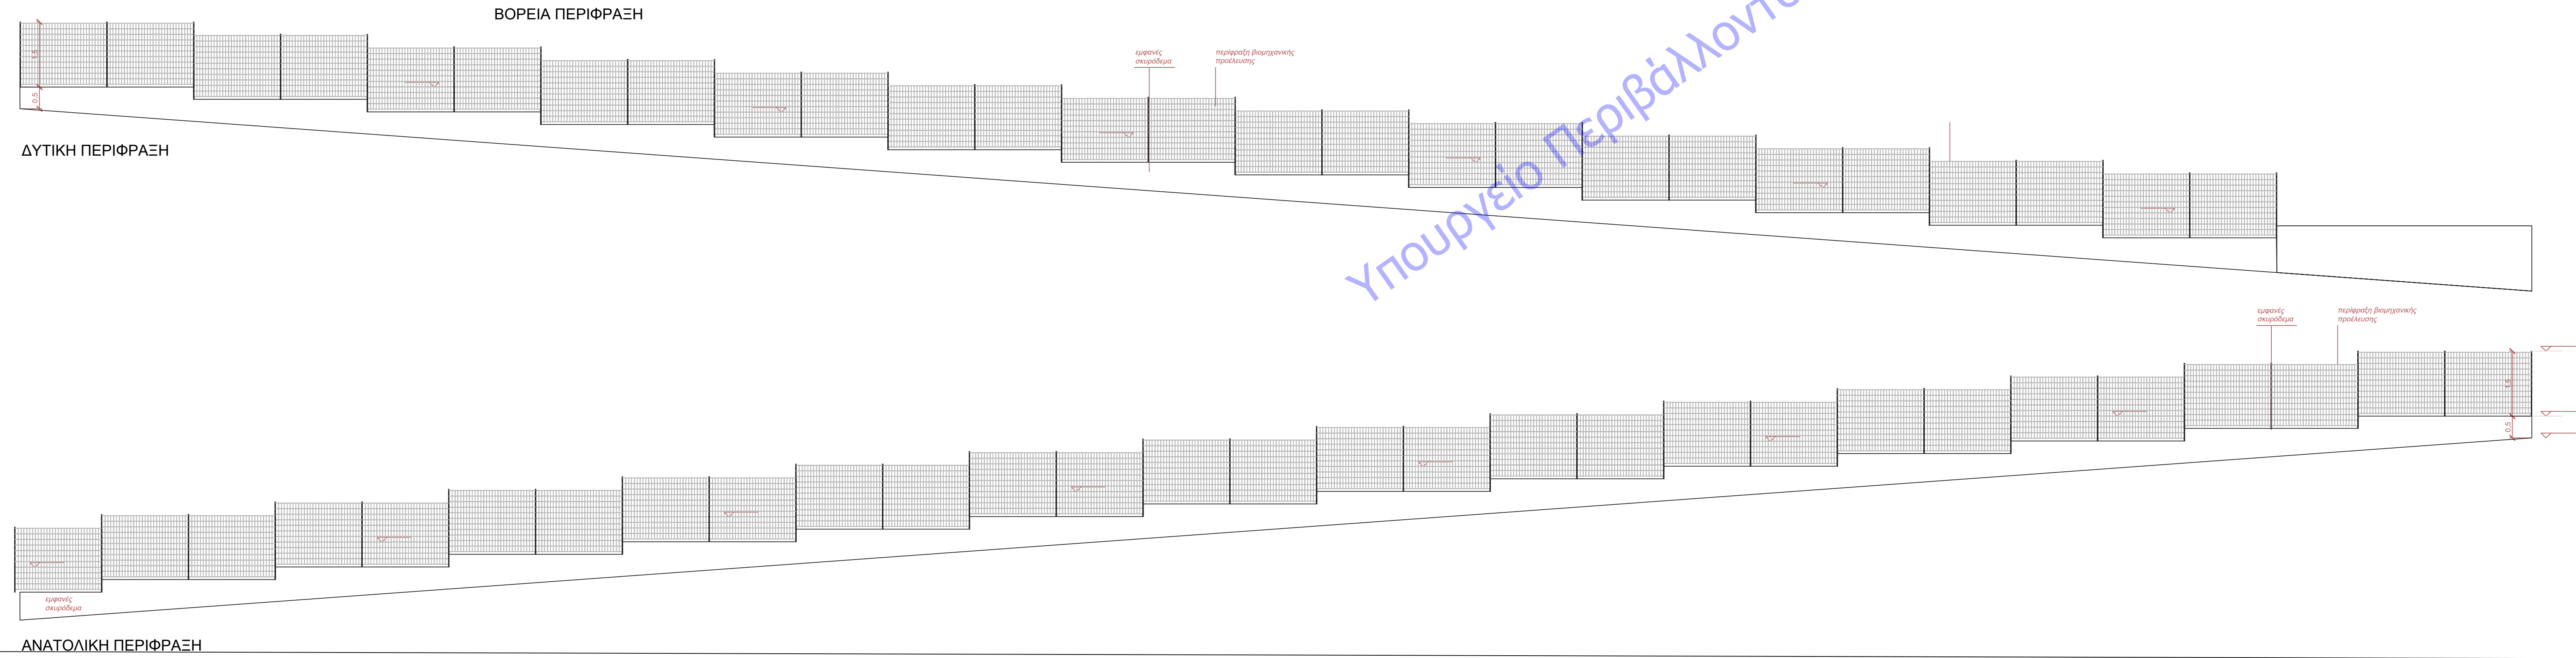 ΒΟΡΕΙΑ ΠΕΡΙΦΡΑΞΗ
1,5
0,5
εμφανές
σκυρόδεμα
περίφραξη βιομηχανικής
προέλευσης
Υπουργείο Περιβάλλοντο
ΔΥΤΙΚΗ ΠΕΡΙΦΡΑΞΗ
εμφανές
σκυρόδεμα
περίφραξη βιομηχανικής
προέλευσης
1,5
0,5
εμφανές
σκυρόδεμα
ΑΝΑΤΟΛΙΚΗ ΠΕΡΙΦΡΑΞΗ